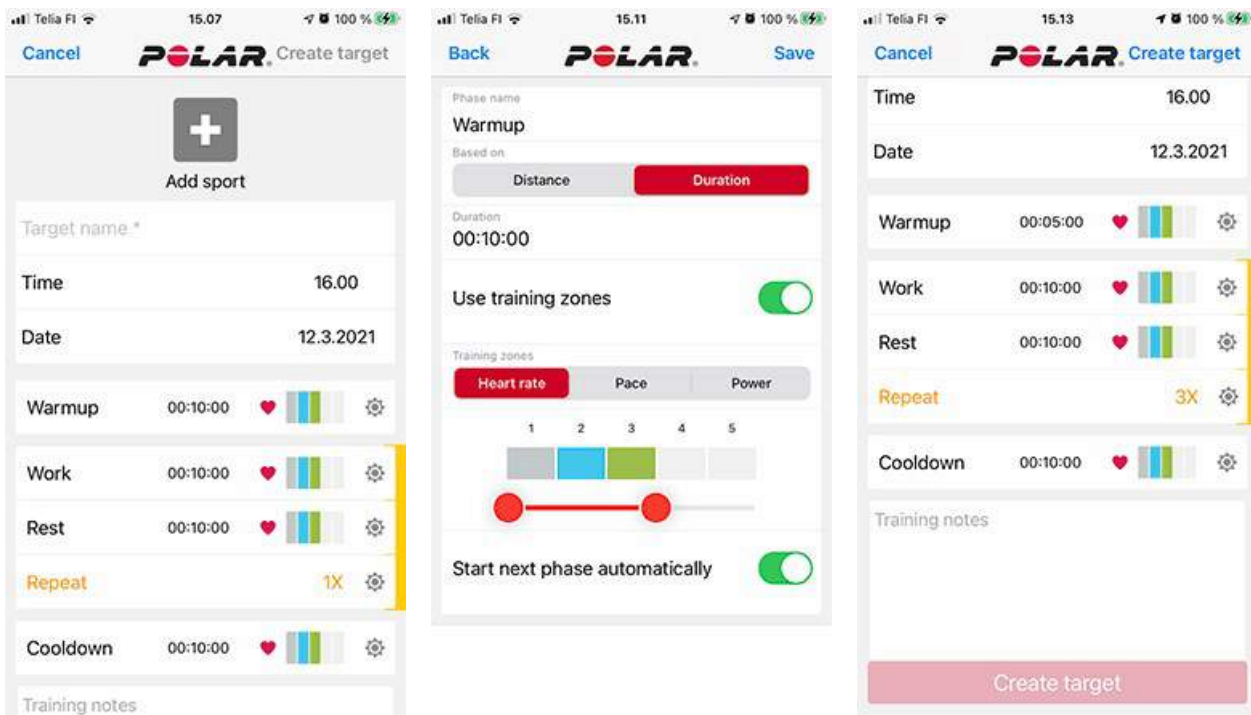 Telia FI 15.07 100 %
Cancel POLAR. Create target
Add sport
Target name *
Time 16.00
Date 12.3.2021
Warmup 00:10:00
Work 00:10:00
Rest 00:10:00
Repeat 1X
Cooldown 00:10:00
Training notes
Telia FI 15.11 100 %
Back POLAR. Save
Phase name
Warmup
Based on
Distance Duration
Duration
00:10:00
Use training zones
Training zones
Heart rate Pace Power
1 2 3 4 5
Start next phase automatically
Telia FI 15.13 100 %
Cancel POLAR. Create target
Time 16.00
Date 12.3.2021
Warmup 00:05:00
Work 00:10:00
Rest 00:10:00
Repeat 3X
Cooldown 00:10:00
Training notes
Create target